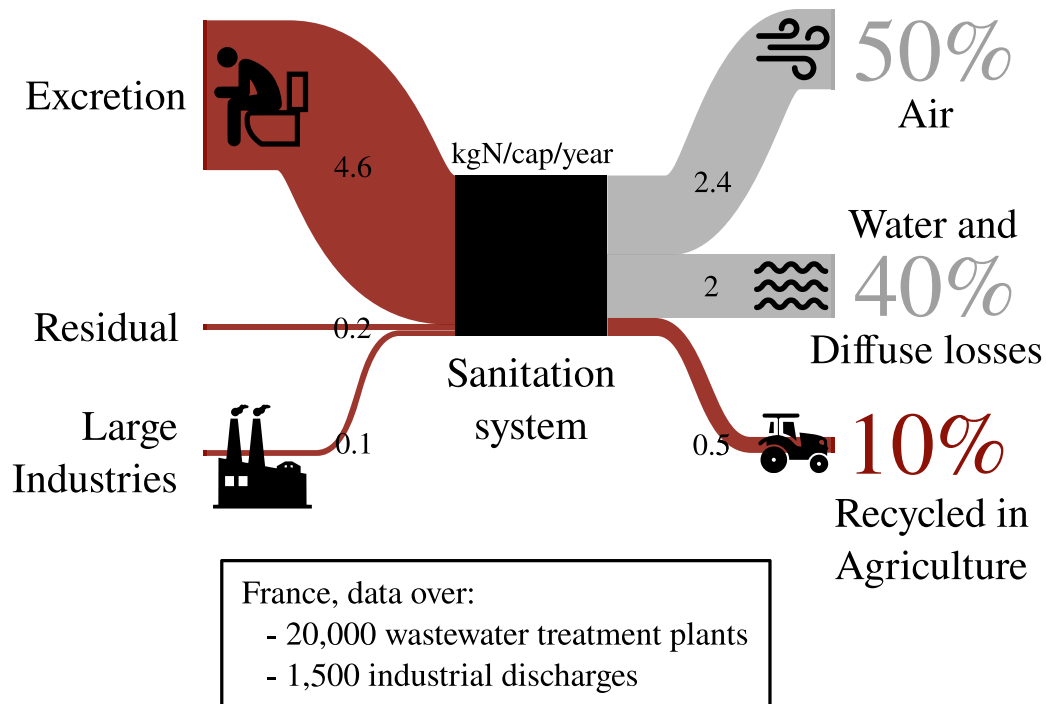 Excretion
4.6
Residual
0.2
Large
Industries
0.1
kgN/cap/year
Sanitation
system
2.4
50%
Air
Water and
2
40%
Diffuse losses
0.5
10%
Recycled in
Agriculture
France, data over:
- 20,000 wastewater treatment plants
- 1,500 industrial discharges